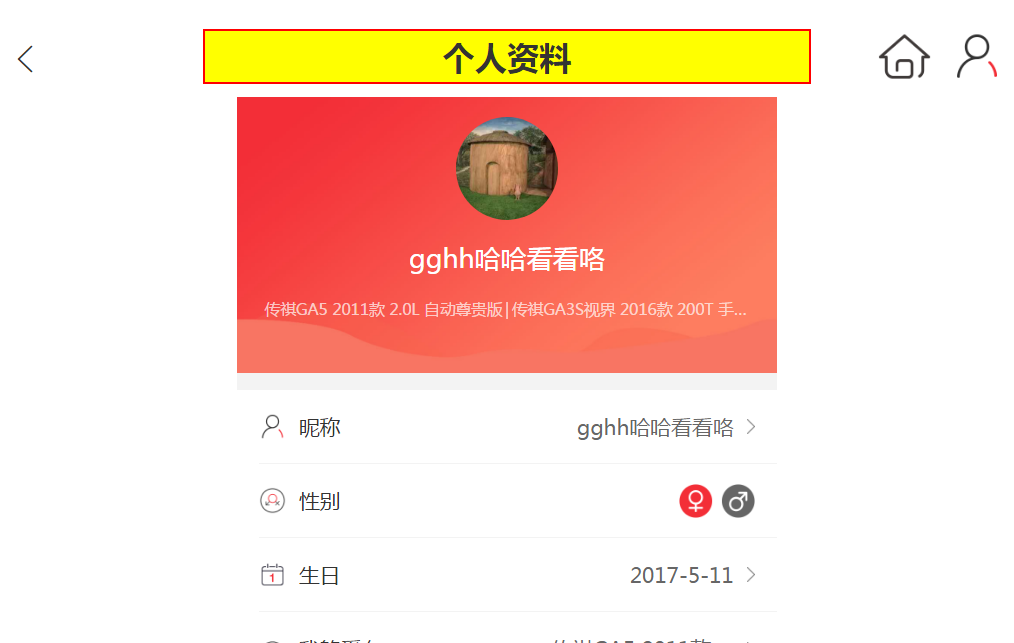 个人资料
gghh哈哈看看咯
传祺GA5 2011款 2.0L 自动尊贵版|传祺GA3S视界 2016款 200T 手...
昵称 gghh哈哈看看咯
性别
1 生日 2017-5-11